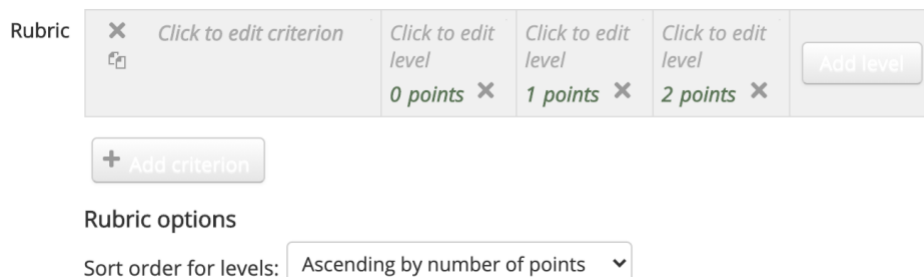 Rubric
Click to edit criterion
Click to edit level
0 points
Click to edit level
1 points
Click to edit level
2 points
Add level
Add criterion
Rubric options
Sort order for levels: Ascending by number of points